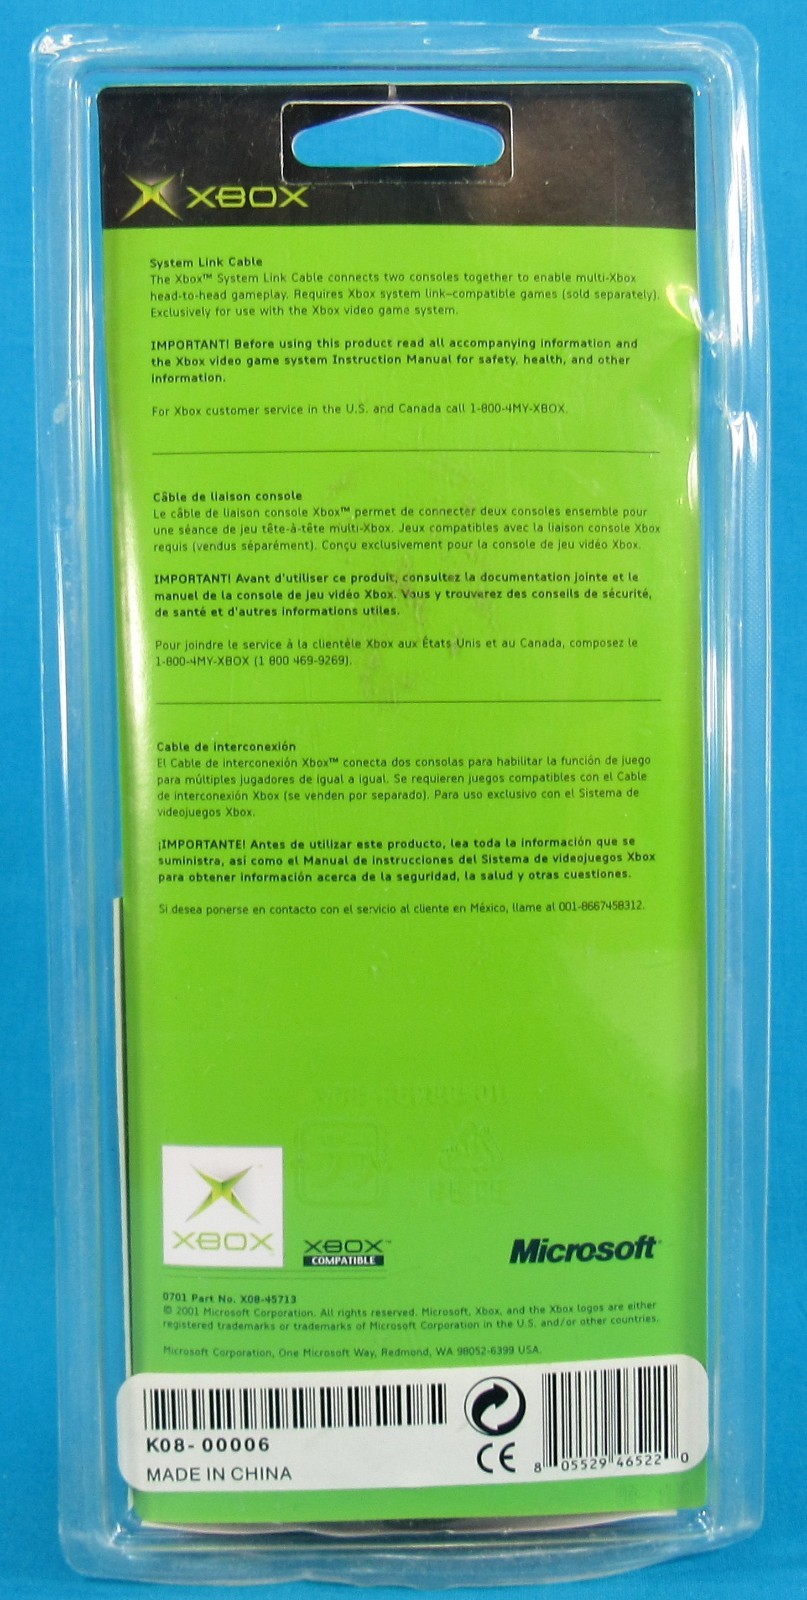 XBOX
System Link Cable
The Xbox™ System Link Cable connects two consoles together to enable multi-Xbox
head-to-head gameplay. Requires Xbox system link–compatible games (sold separately).
Exclusively for use with the Xbox video game system.
IMPORTANT! Before using this product read all accompanying information and
the Xbox video game system Instruction Manual for safety, health, and other
information.
For Xbox customer service in the U.S. and Canada call 1-800-4MY-XBOX.
Câble de liaison console
Le câble de liaison console Xbox™ permet de connecter deux consoles ensemble pour
une séance de jeu tête-à-tête multi-Xbox. Jeux compatibles avec la liaison console Xbox
requis (vendus séparément). Conçu exclusivement pour la console de jeu vidéo Xbox.
IMPORTANT! Avant d'utiliser ce produit, consultez la documentation jointe et le
manuel de la console de jeu vidéo Xbox. Vous y trouverez des conseils de sécurité,
de santé et d'autres informations utiles.
Pour joindre le service à la clientèle Xbox aux États-Unis et au Canada, composez le
1-800-4MY-XBOX (1 800 469-9269).
Cable de interconexión
El Cable de interconexión Xbox™ conecta dos consolas para habilitar la función de juego
para múltiples jugadores de igual a igual. Se requieren juegos compatibles con el Cable
de interconexión Xbox (se venden por separado). Para uso exclusivo con el Sistema de
videojuegos Xbox.
¡IMPORTANTE! Antes de utilizar este producto, lea toda la información que se
suministra, así como el Manual de instrucciones del Sistema de videojuegos Xbox
para obtener información acerca de la seguridad, la salud y otras cuestiones.
Si desea ponerse en contacto con el servicio al cliente en México, llame al 001-8667458312.
XBOX
XBOX™
COMPATIBLE
Microsoft
0701 Part No. X08-45713
© 2001 Microsoft Corporation. All rights reserved. Microsoft, Xbox, and the Xbox logos are either
registered trademarks or trademarks of Microsoft Corporation in the U.S. and/or other countries.
Microsoft Corporation, One Microsoft Way, Redmond, WA 98052-6399 USA.
K08-00006
MADE IN CHINA
CE
8 05529 46522 0